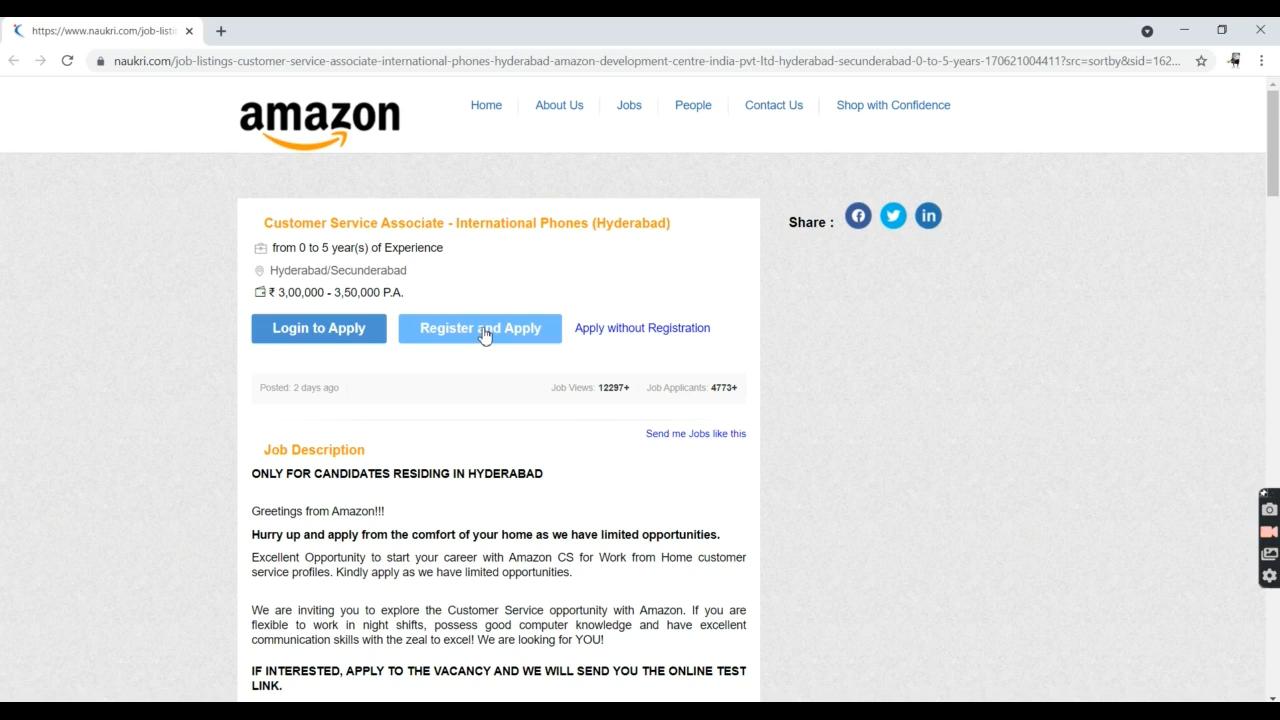 https://www.naukri.com/job-listi
naukri.com/job-listings-customer-service-associate-international-phones-hyderabad-amazon-development-centre-india-pvt-ltd-hyderabad-secunderabad-0-to-5-years-170621004411?src=sortby&sid=162...
amazon
Home
About Us
Jobs
People
Contact Us
Shop with Confidence
Customer Service Associate - International Phones (Hyderabad)
Share :
from 0 to 5 year(s) of Experience
Hyderabad/Secunderabad
₹ 3,00,000 - 3,50,000 P.A.
Login to Apply
Register and Apply
Apply without Registration
Posted: 2 days ago
Job Views: 12297+
Job Applicants: 4773+
Send me Jobs like this
Job Description
ONLY FOR CANDIDATES RESIDING IN HYDERABAD
Greetings from Amazon!!!
Hurry up and apply from the comfort of your home as we have limited opportunities.
Excellent Opportunity to start your career with Amazon CS for Work from Home customer
service profiles. Kindly apply as we have limited opportunities.
We are inviting you to explore the Customer Service opportunity with Amazon. If you are
flexible to work in night shifts, possess good computer knowledge and have excellent
communication skills with the zeal to excel! We are looking for YOU!
IF INTERESTED, APPLY TO THE VACANCY AND WE WILL SEND YOU THE ONLINE TEST
LINK.